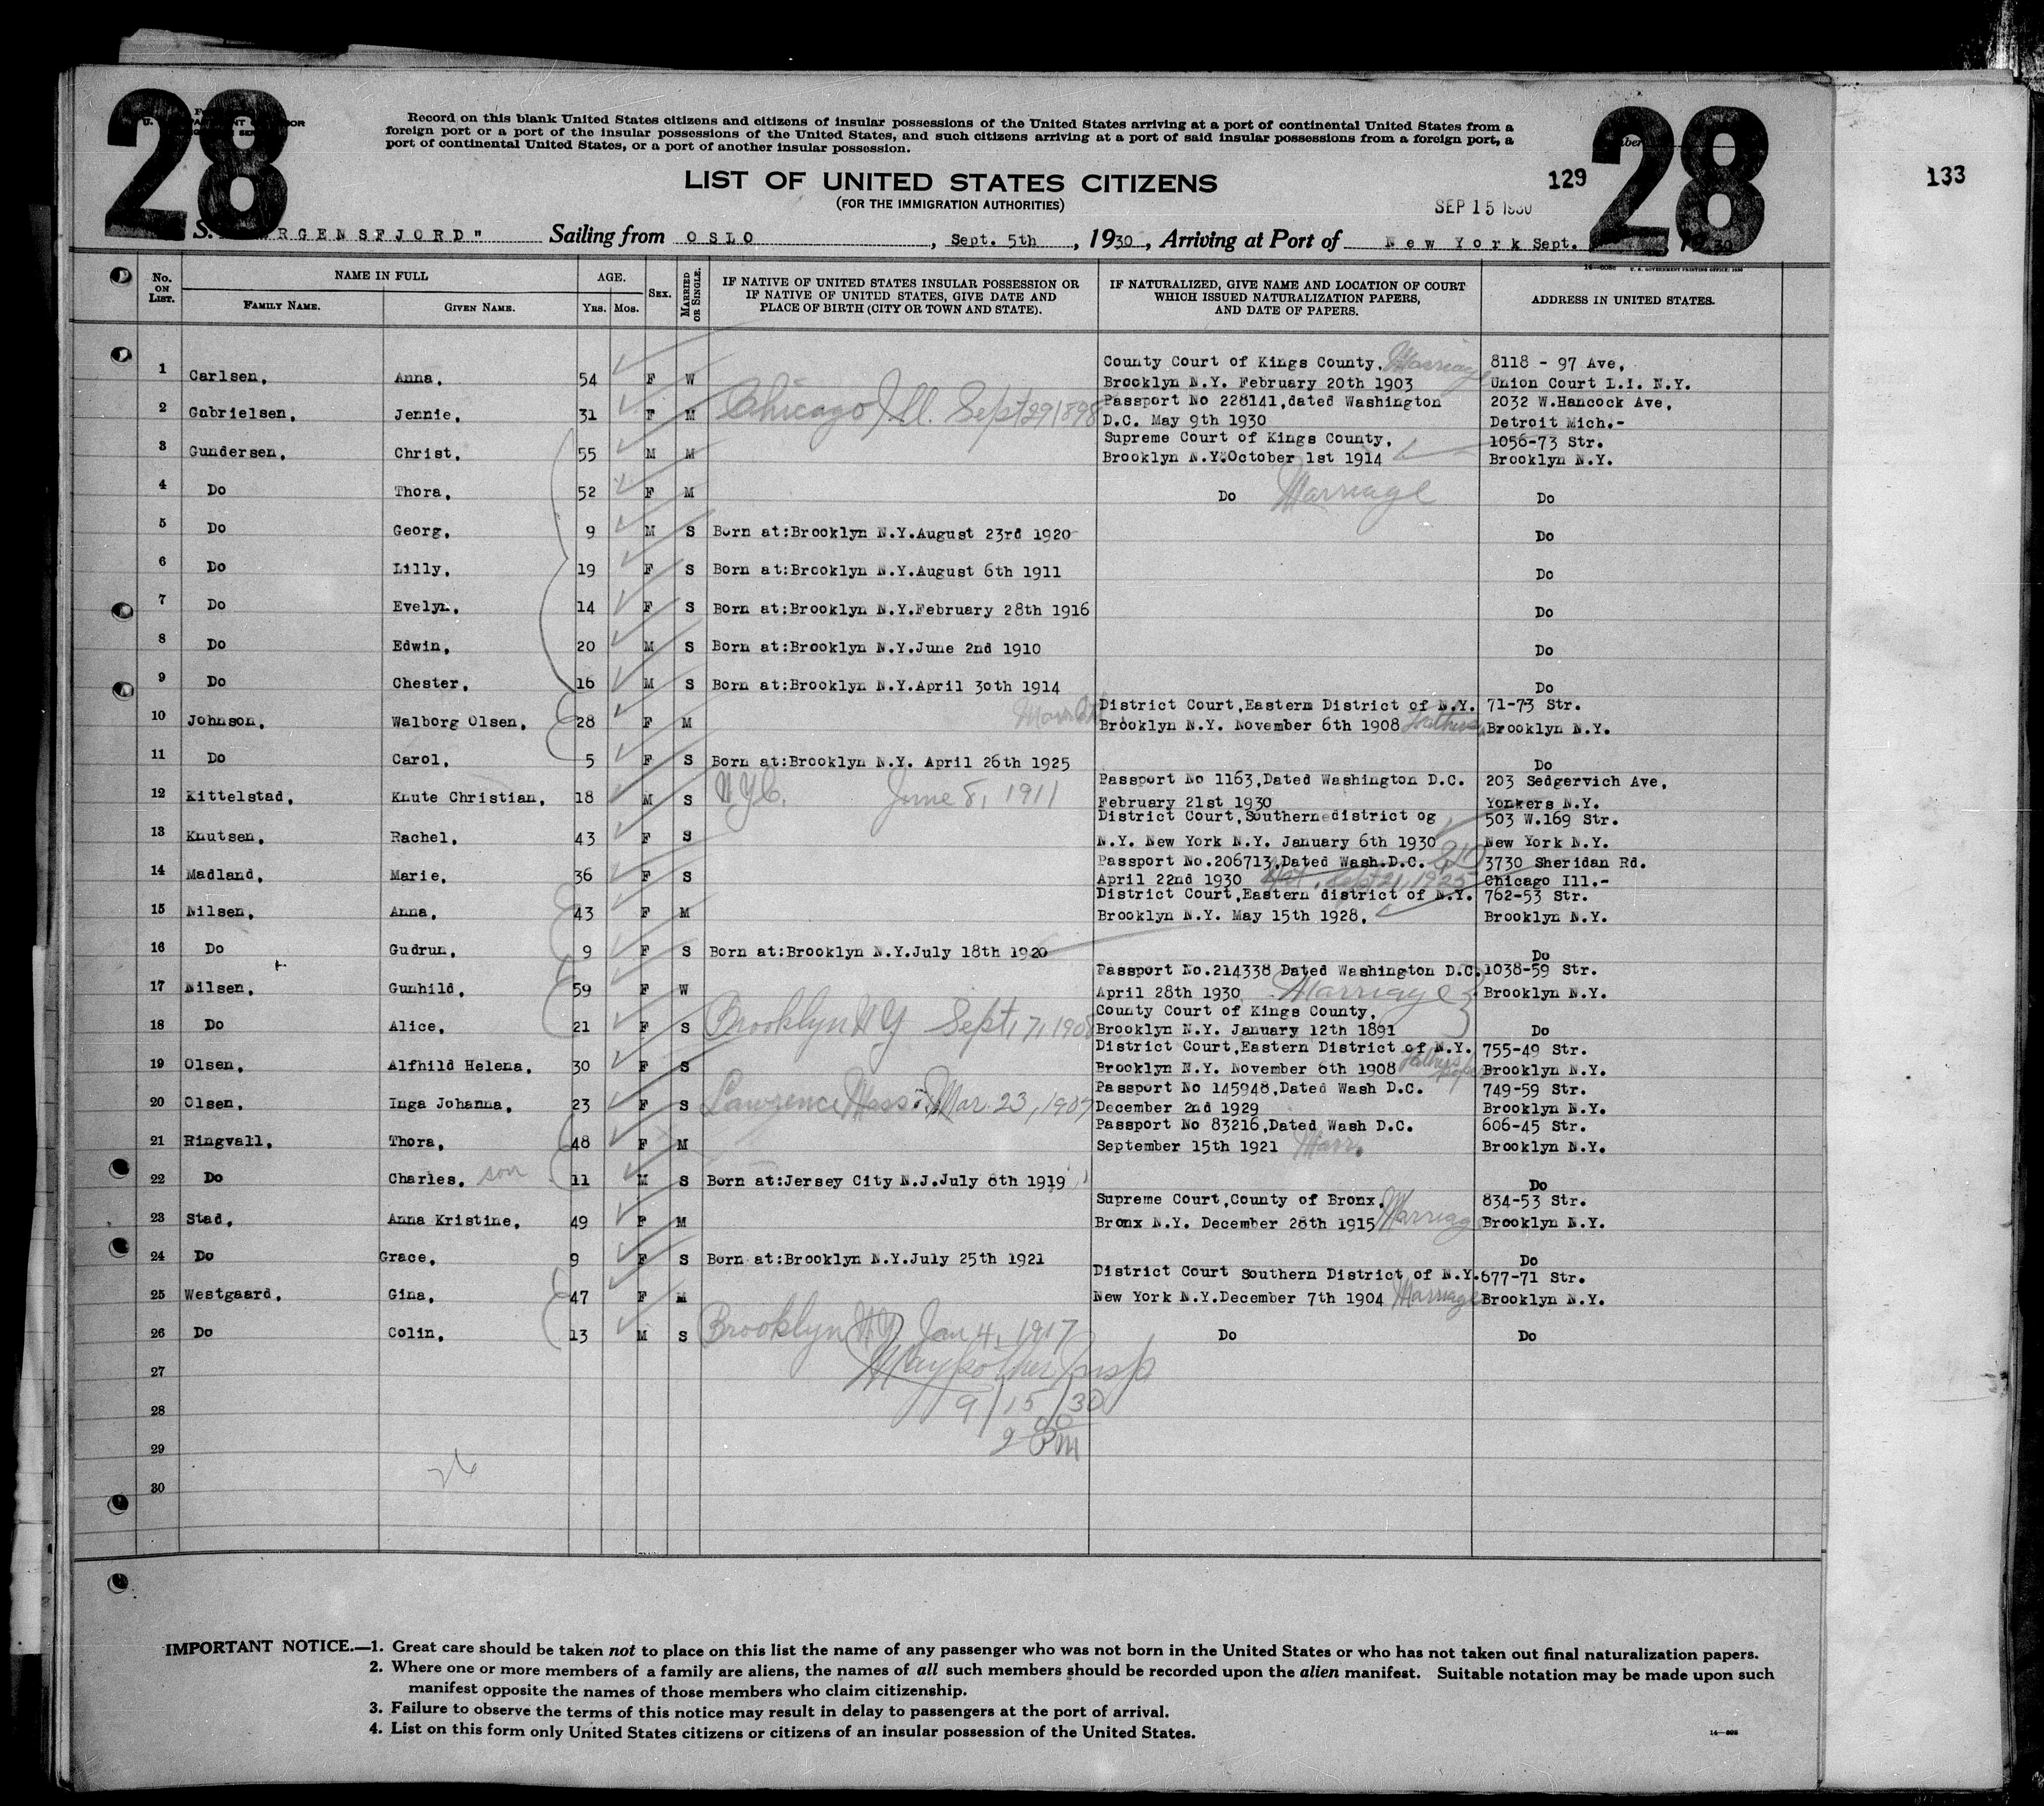 28
28
Record on this blank United States citizens and citizens of insular possessions of the United States arriving at a port of continental United States from a
foreign port or a port of the insular possessions of the United States, and such citizens arriving at a port of said insular possessions from a foreign port, a
port of continental United States, or a port of another insular possession.
LIST OF UNITED STATES CITIZENS
(FOR THE IMMIGRATION AUTHORITIES)
129
133
SEP 15 1930
S. RGENSFJORD" Sailing from OSLO, Sept. 5th, 1930, Arriving at Port of New York Sept. 1930
14-- U. S. GOVERNMENT PRINTING OFFICE: 1930
No. ON LIST. NAME IN FULL AGE. SEX. MARRIED OR SINGLE. IF NATIVE OF UNITED STATES INSULAR POSSESSION OR IF NATIVE OF UNITED STATES, GIVE DATE AND PLACE OF BIRTH (CITY OR TOWN AND STATE). IF NATURALIZED, GIVE NAME AND LOCATION OF COURT WHICH ISSUED NATURALIZATION PAPERS, AND DATE OF PAPERS. ADDRESS IN UNITED STATES.
FAMILY NAME. GIVEN NAME. YRS. MOS.
County Court of Kings County. Marriage 8118 - 97 Ave,
1 Carlsen, Anna, 54 F W Brooklyn N.Y. February 20th 1903 Union Court L.I. N.Y.
Passport No 228141,dated Washington 2032 W.Hancock Ave,
2 Gabrielsen, Jennie, 31 F M Chicago Ill. Sept 29 1898 D.C. May 9th 1930 Detroit Mich.-
Supreme Court of Kings County, 1056-73 Str.
3 Gundersen, Christ, 55 M M Brooklyn N.Y.October 1st 1914 Brooklyn N.Y.
4 Do Thora, 52 F M Do Marriage Do
5 Do Georg, 9 M S Born at:Brooklyn N.Y.August 23rd 1920 Do
6 Do Lilly, 19 F S Born at:Brooklyn N.Y.August 6th 1911 Do
7 Do Evelyn, 14 F S Born at:Brooklyn N.Y.February 28th 1916 Do
8 Do Edwin, 20 M S Born at:Brooklyn N.Y.June 2nd 1910 Do
9 Do Chester, 16 M S Born at:Brooklyn N.Y.April 30th 1914 Do
District Court,Eastern District of N.Y. 71-73 Str.
10 Johnson, Walborg Olsen, 28 F M Brooklyn N.Y. November 6th 1908 Brooklyn N.Y.
11 Do Carol, 5 F S Born at:Brooklyn N.Y. April 26th 1925 Do
Passport No 1163,Dated Washington D.C. 203 Sedgervich Ave,
12 Kittelstad, Knute Christian, 18 M S N.Y.C. June 8, 1911 February 21st 1930 Yonkers N.Y.
District Court,Southernedistrict og 503 W.169 Str.
13 Knutsen, Rachel, 43 F S N.Y. New York N.Y. January 6th 1930 New York N.Y.
Passport No.206713,Dated Wash.D.C. 3730 Sheridan Rd.
14 Madland, Marie, 36 F S April 22nd 1930 Nat. Sept 21, 1925 Chicago Ill.-
District Court,Eastern district of N.Y. 762-53 Str.
15 Nilsen, Anna, 43 F M Brooklyn N.Y. May 15th 1928, Brooklyn N.Y.
16 Do Gudrun, 9 F S Born at:Brooklyn N.Y.July 18th 1920 Do
Passport No.214338 Dated Washington D.C. 1038-59 Str.
17 Nilsen, Gunhild, 59 F W April 28th 1930 Marriage Brooklyn N.Y.
County Court of Kings County,
18 Do Alice, 21 F S Brooklyn N Y Sept 17, 1908 Brooklyn N.Y. January 12th 1891 Do
District Court,Eastern District of N.Y. 755-49 Str.
19 Olsen, Alfhild Helena, 30 F S Brooklyn N.Y. November 6th 1908 Brooklyn N.Y.
Passport No 145948,Dated Wash D.C. 749-59 Str.
20 Olsen, Inga Johanna, 23 F S Lawrence Mass. Mar. 23, 1907 December 2nd 1929 Brooklyn N.Y.
Passport No 83216,Dated Wash D.C. 606-45 Str.
21 Ringvall, Thora, 48 F M September 15th 1921 Marr. Brooklyn N.Y.
22 Do Charles, son 11 M S Born at:Jersey City N.J.July 6th 1919 Do
Supreme Court,County of Bronx, 834-53 Str.
23 Stad, Anna Kristine, 49 F M Bronx N.Y. December 28th 1915 Marriage Brooklyn N.Y.
24 Do Grace, 9 F S Born at:Brooklyn N.Y.July 25th 1921 Do
District Court Southern District of N.Y. 677-71 Str.
25 Westgaard, Gina, 47 F M New York N.Y.December 7th 1904 Marriage Brooklyn N.Y.
26 Do Colin, 13 M S Brooklyn N.Y. Jan 4, 1917 Do Do
27
28 9/15/30
29 2 00 PM
26
30
IMPORTANT NOTICE.—1. Great care should be taken not to place on this list the name of any passenger who was not born in the United States or who has not taken out final naturalization papers.
2. Where one or more members of a family are aliens, the names of all such members should be recorded upon the alien manifest. Suitable notation may be made upon such
manifest opposite the names of those members who claim citizenship.
3. Failure to observe the terms of this notice may result in delay to passengers at the port of arrival.
4. List on this form only United States citizens or citizens of an insular possession of the United States.